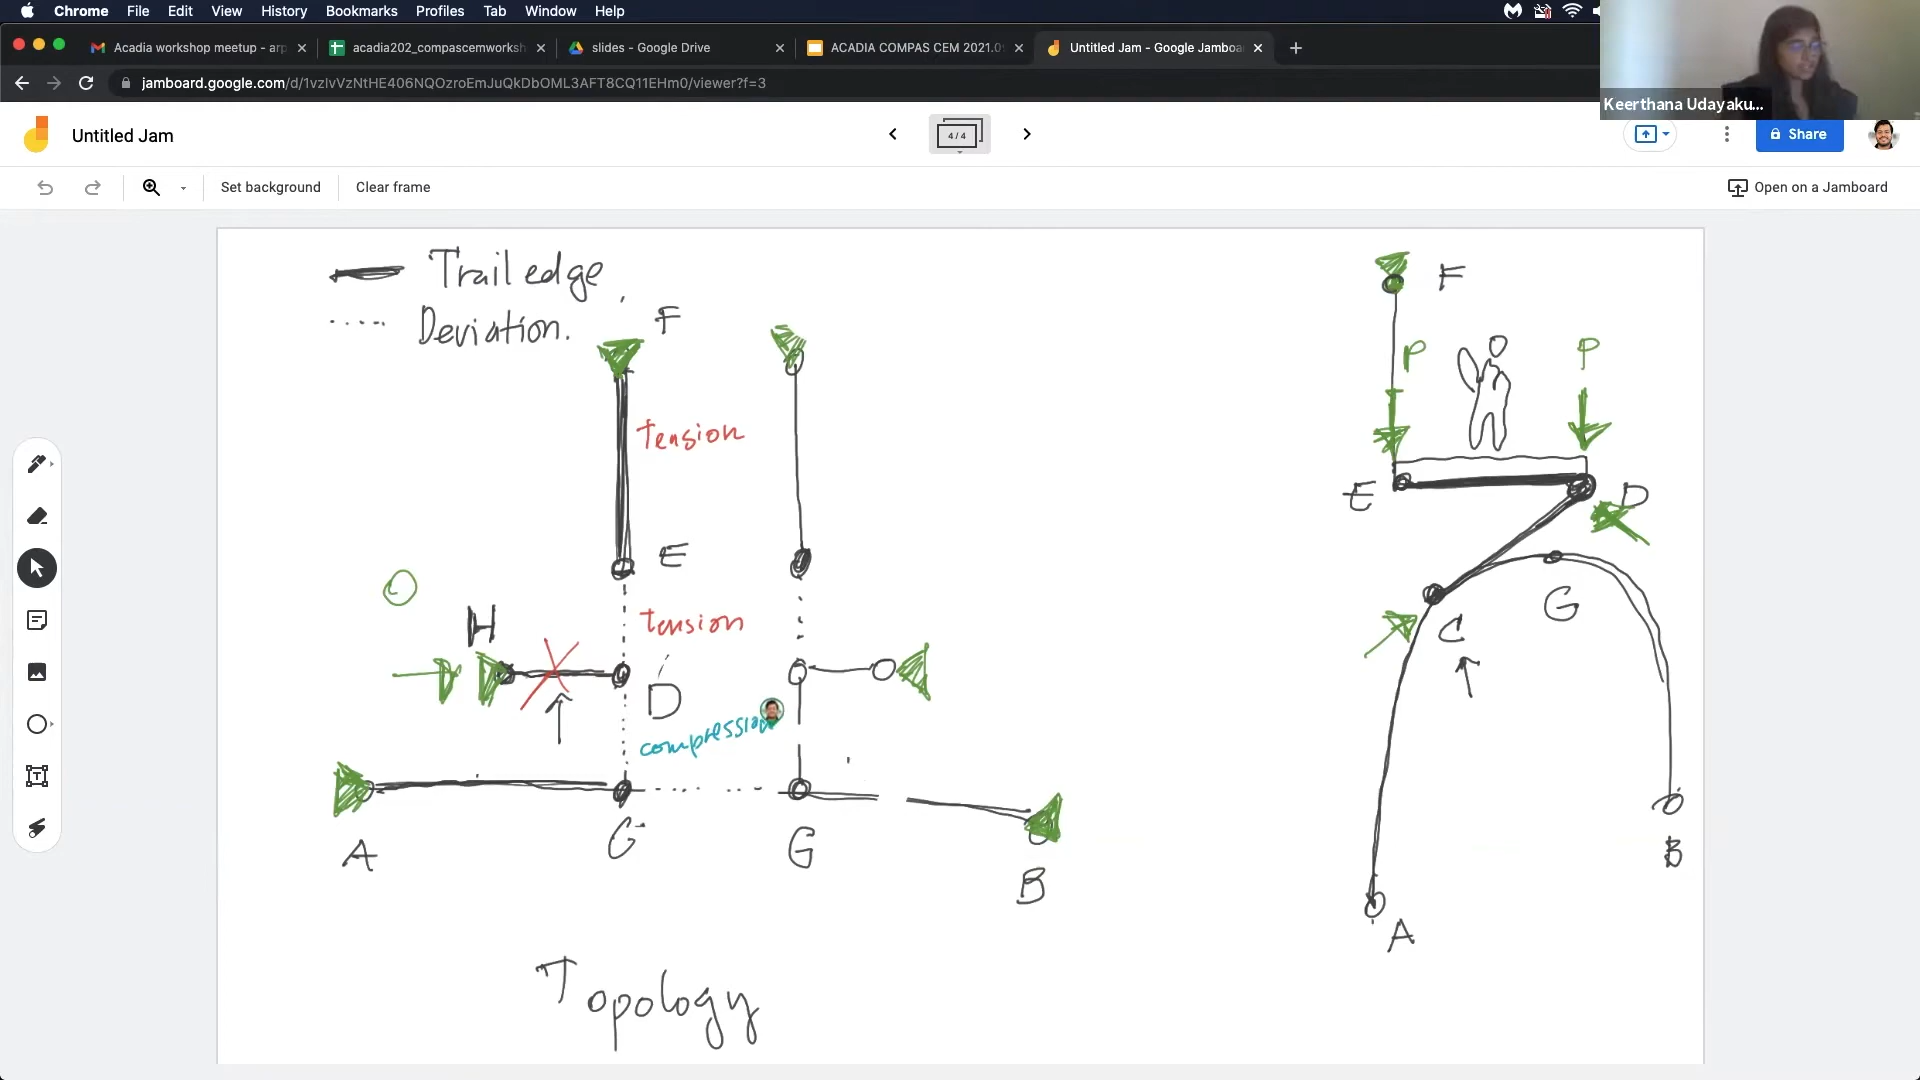 Chrome File Edit View History Bookmarks Profiles Tab Window Help
Acadia workshop meetup - arp
acadia202_compascemworksh
slides - Google Drive
ACADIA COMPAS CEM 2021.0
Untitled Jam - Google Jamboa
jamboard.google.com/d/1vzlvVzNtHE406NQOzroEmJuQkDbOML3AFT8CQ11EHm0/viewer?f=3
Keerthana Udayaku...
Untitled Jam
4 / 4
Share
Set background
Clear frame
Open on a Jamboard
Trail edge
Deviation.
F
F
tension
P
P
E
E
D
H
tension
D
G
C
compression
A
C
G
B
B
A
Topology